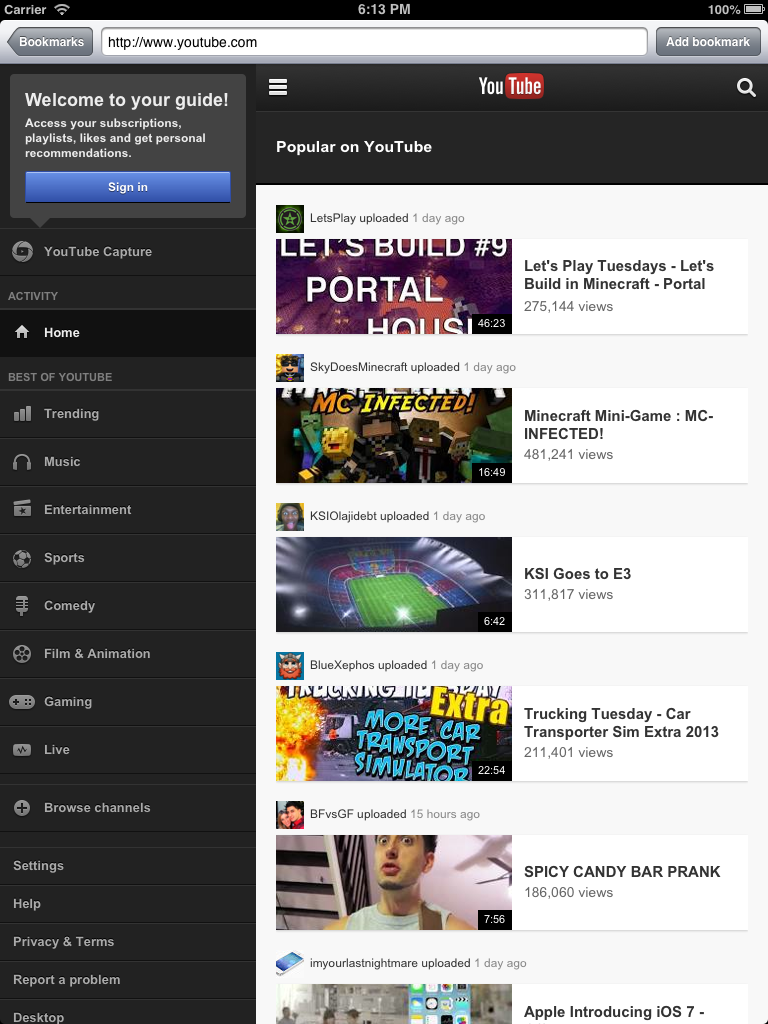 Carrier 6:13 PM 100%
Bookmarks http://www.youtube.com Add bookmark
Welcome to your guide!
Access your subscriptions,
playlists, likes and get personal
recommendations.
Sign in
YouTube Capture
ACTIVITY
Home
BEST OF YOUTUBE
Trending
Music
Entertainment
Sports
Comedy
Film & Animation
Gaming
Live
Browse channels
Settings
Help
Privacy & Terms
Report a problem
Desktop
YouTube
Popular on YouTube
LetsPlay uploaded 1 day ago
LET'S BUILD #9
PORTAL
HOUSE
46:23
Let's Play Tuesdays - Let's
Build in Minecraft - Portal
275,144 views
SkyDoesMinecraft uploaded 1 day ago
MC INFECTED!
16:49
Minecraft Mini-Game : MC-
INFECTED!
481,241 views
KSIOlajidebt uploaded 1 day ago
6:42
KSI Goes to E3
311,817 views
BlueXephos uploaded 1 day ago
TRUCKING TUESDAY
Extra
MORE CAR
TRANSPORT
SIMULATOR
22:54
Trucking Tuesday - Car
Transporter Sim Extra 2013
211,401 views
BFvsGF uploaded 15 hours ago
7:56
SPICY CANDY BAR PRANK
186,060 views
imyourlastnightmare uploaded 1 day ago
Apple Introducing iOS 7 -